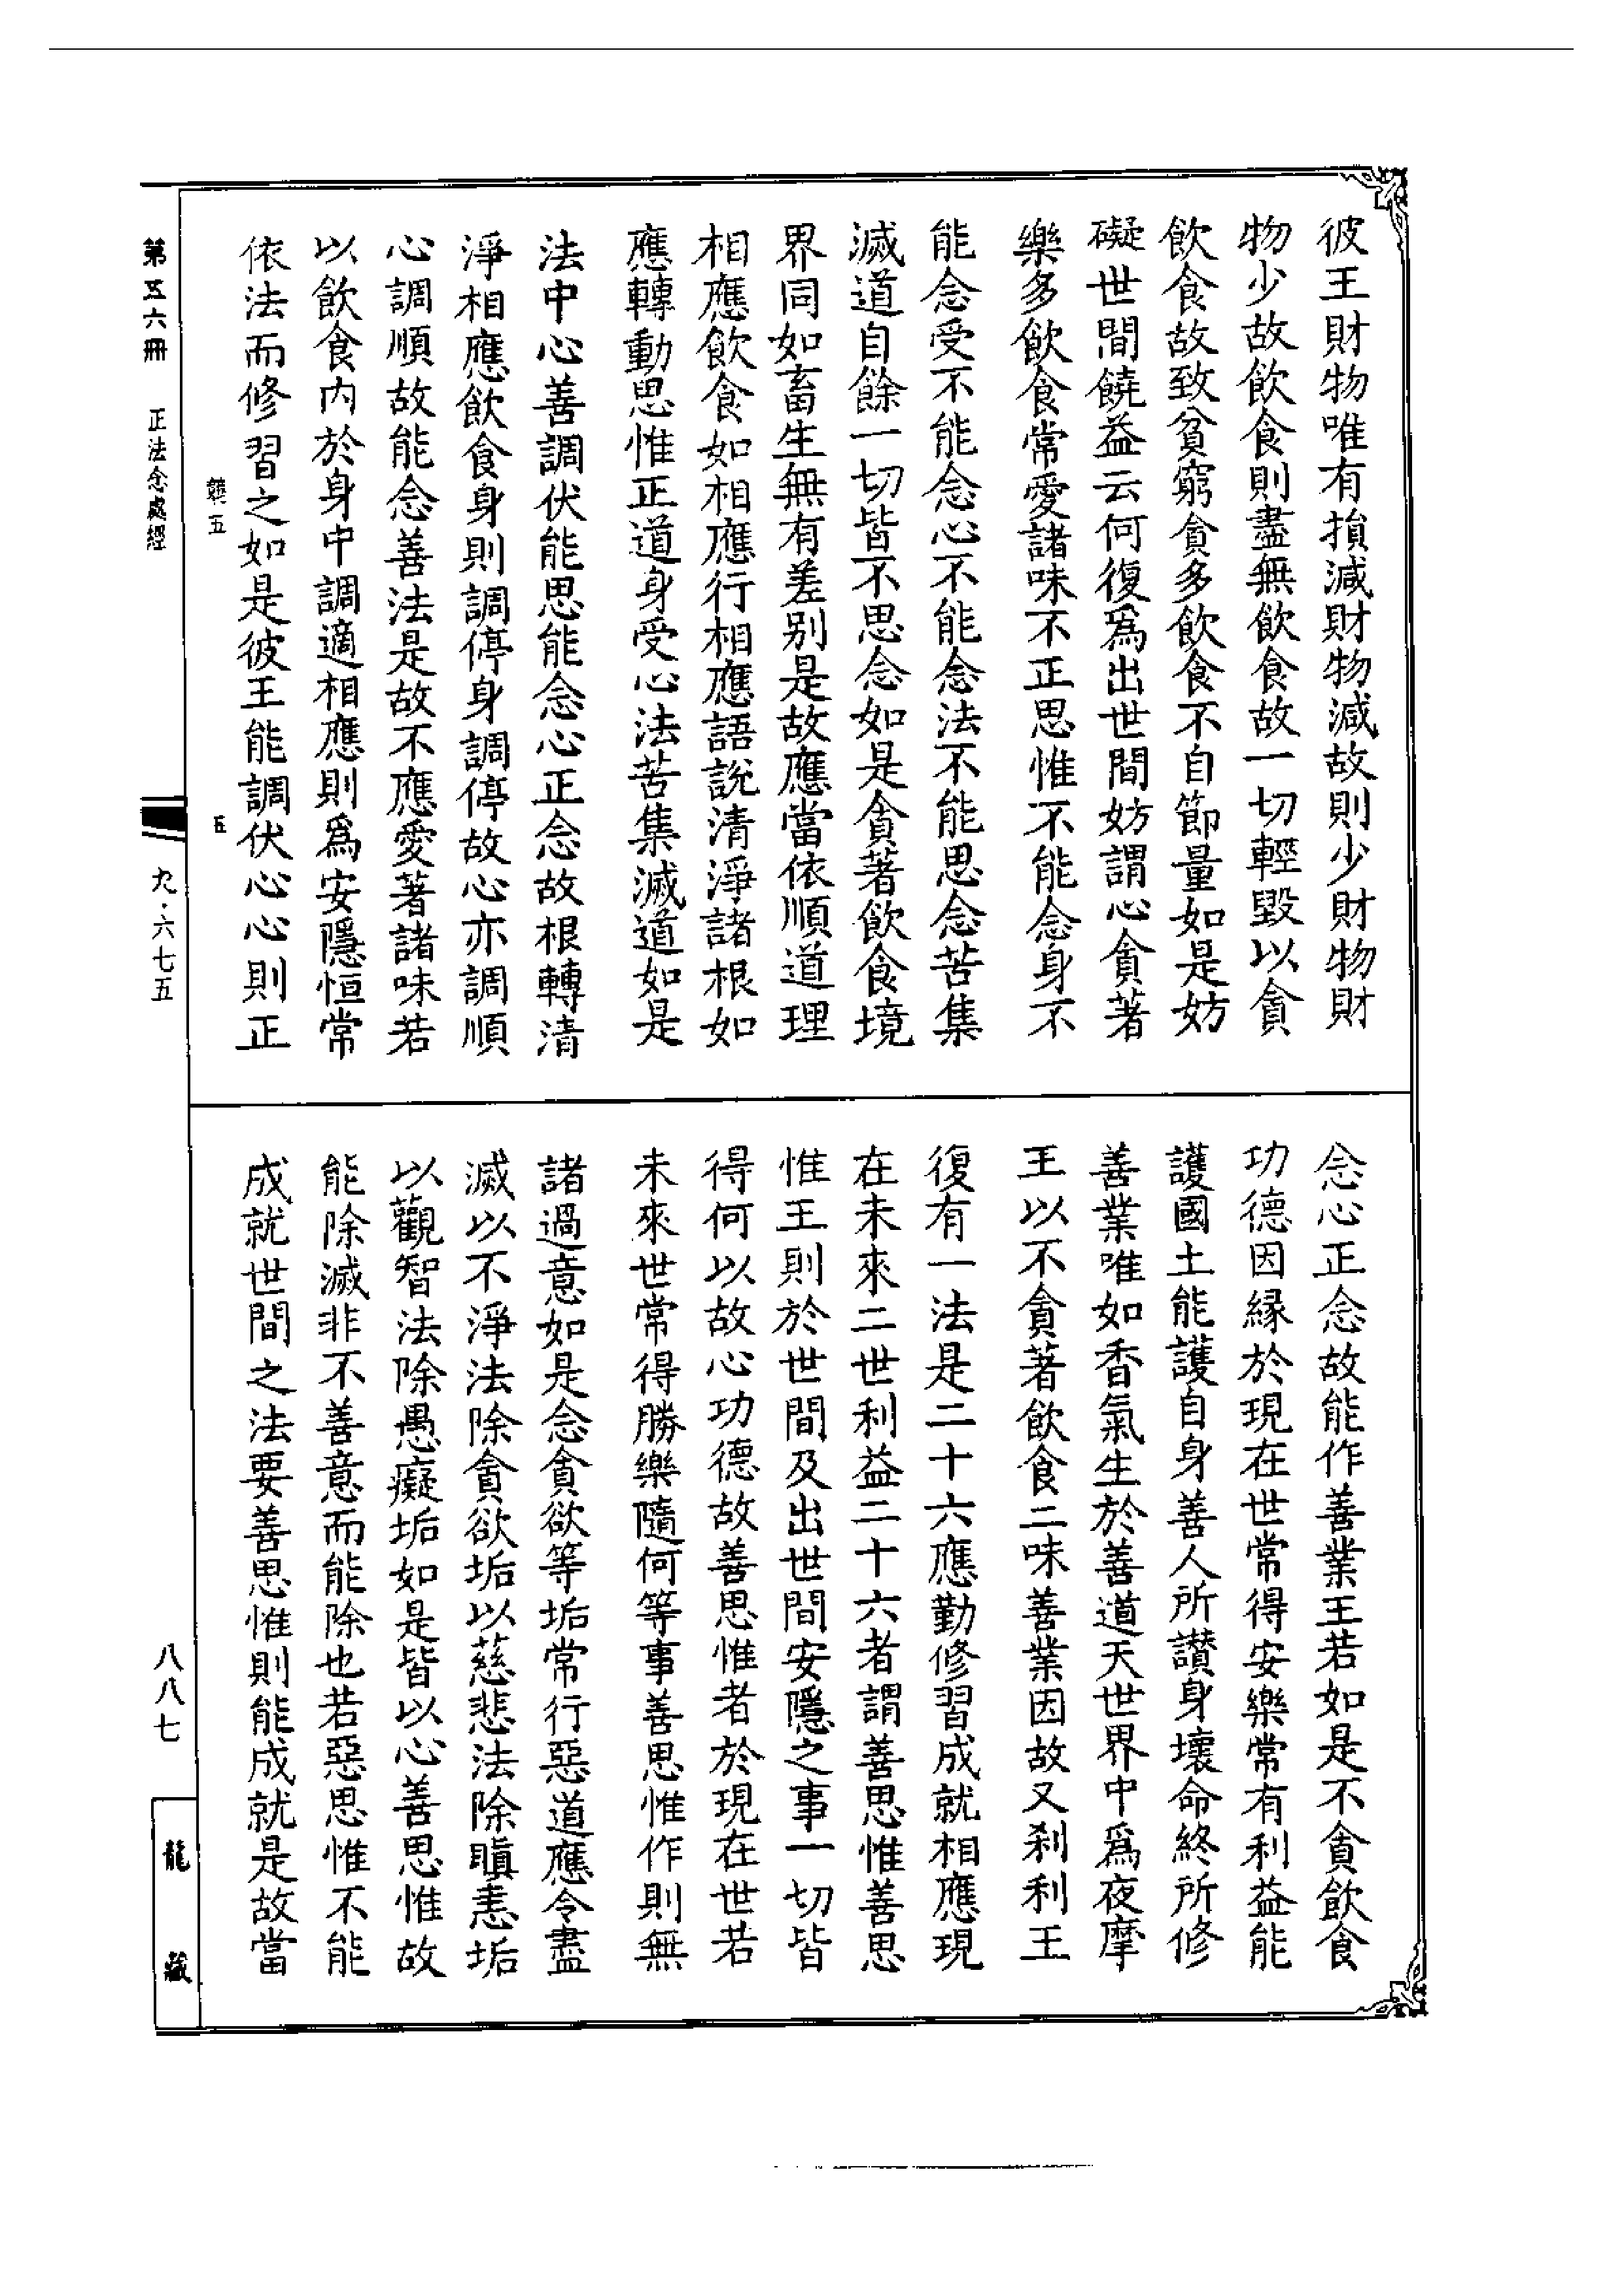 彼王財物唯有損減財物減故則少財物財
物少故飲食則盡無飲食故一切輕毀以貪
飲食故致貧窮貪多飲食不自節量如是妨
礙世間饒益云何復為出世間妨謂心貪著
樂多飲食常愛諸味不正思惟不能念身不
能念受不能念心不能念法不能思念苦集
滅道自餘一切皆不思念如是貪著飲食境
界同如畜生無有差别是故應當依順道理
相應飲食如相應行相應語說清淨諸根如
應轉動思惟正道身受心法苦集滅道如是
法中心善調伏能思能念心正念故根轉清
淨相應飲食身則調停身調停故心亦調順
心調順故能念善法是故不應愛著諸味若
以飲食内於身中調適相應則爲安隱恒常
依法而修習之如是彼王能調伏心心則正
念心正念故能作善業王若如是不貪飲食
功德因緣於現在世常得安樂常有利益能
護國土能護自身善人所讃身壞命終所修
善業唯如香氣生於善道天世界中爲夜摩
王以不貪著飲食二味善業因故又刹利王
復有一法是二十六應勤修習成就相應現
在未來二世利益二十六者謂善思惟善思
惟王則於世間及出世間安隱之事一切皆
得何以故心功德故善思惟者於現在世若
未來世常得勝樂隨何等事善思惟作則無
諸過意如是念貪欲等垢常行惡道應令盡
滅以不淨法除貪欲垢以慈悲法除瞋恚垢
以觀智法除愚癡垢如是皆以心善思惟故
能除滅非不善意而能除也若惡思惟不能
成就世間之法要善思惟則能成就是故當
五
第五六冊　正法念處經
九·六七五
八八七
龍藏